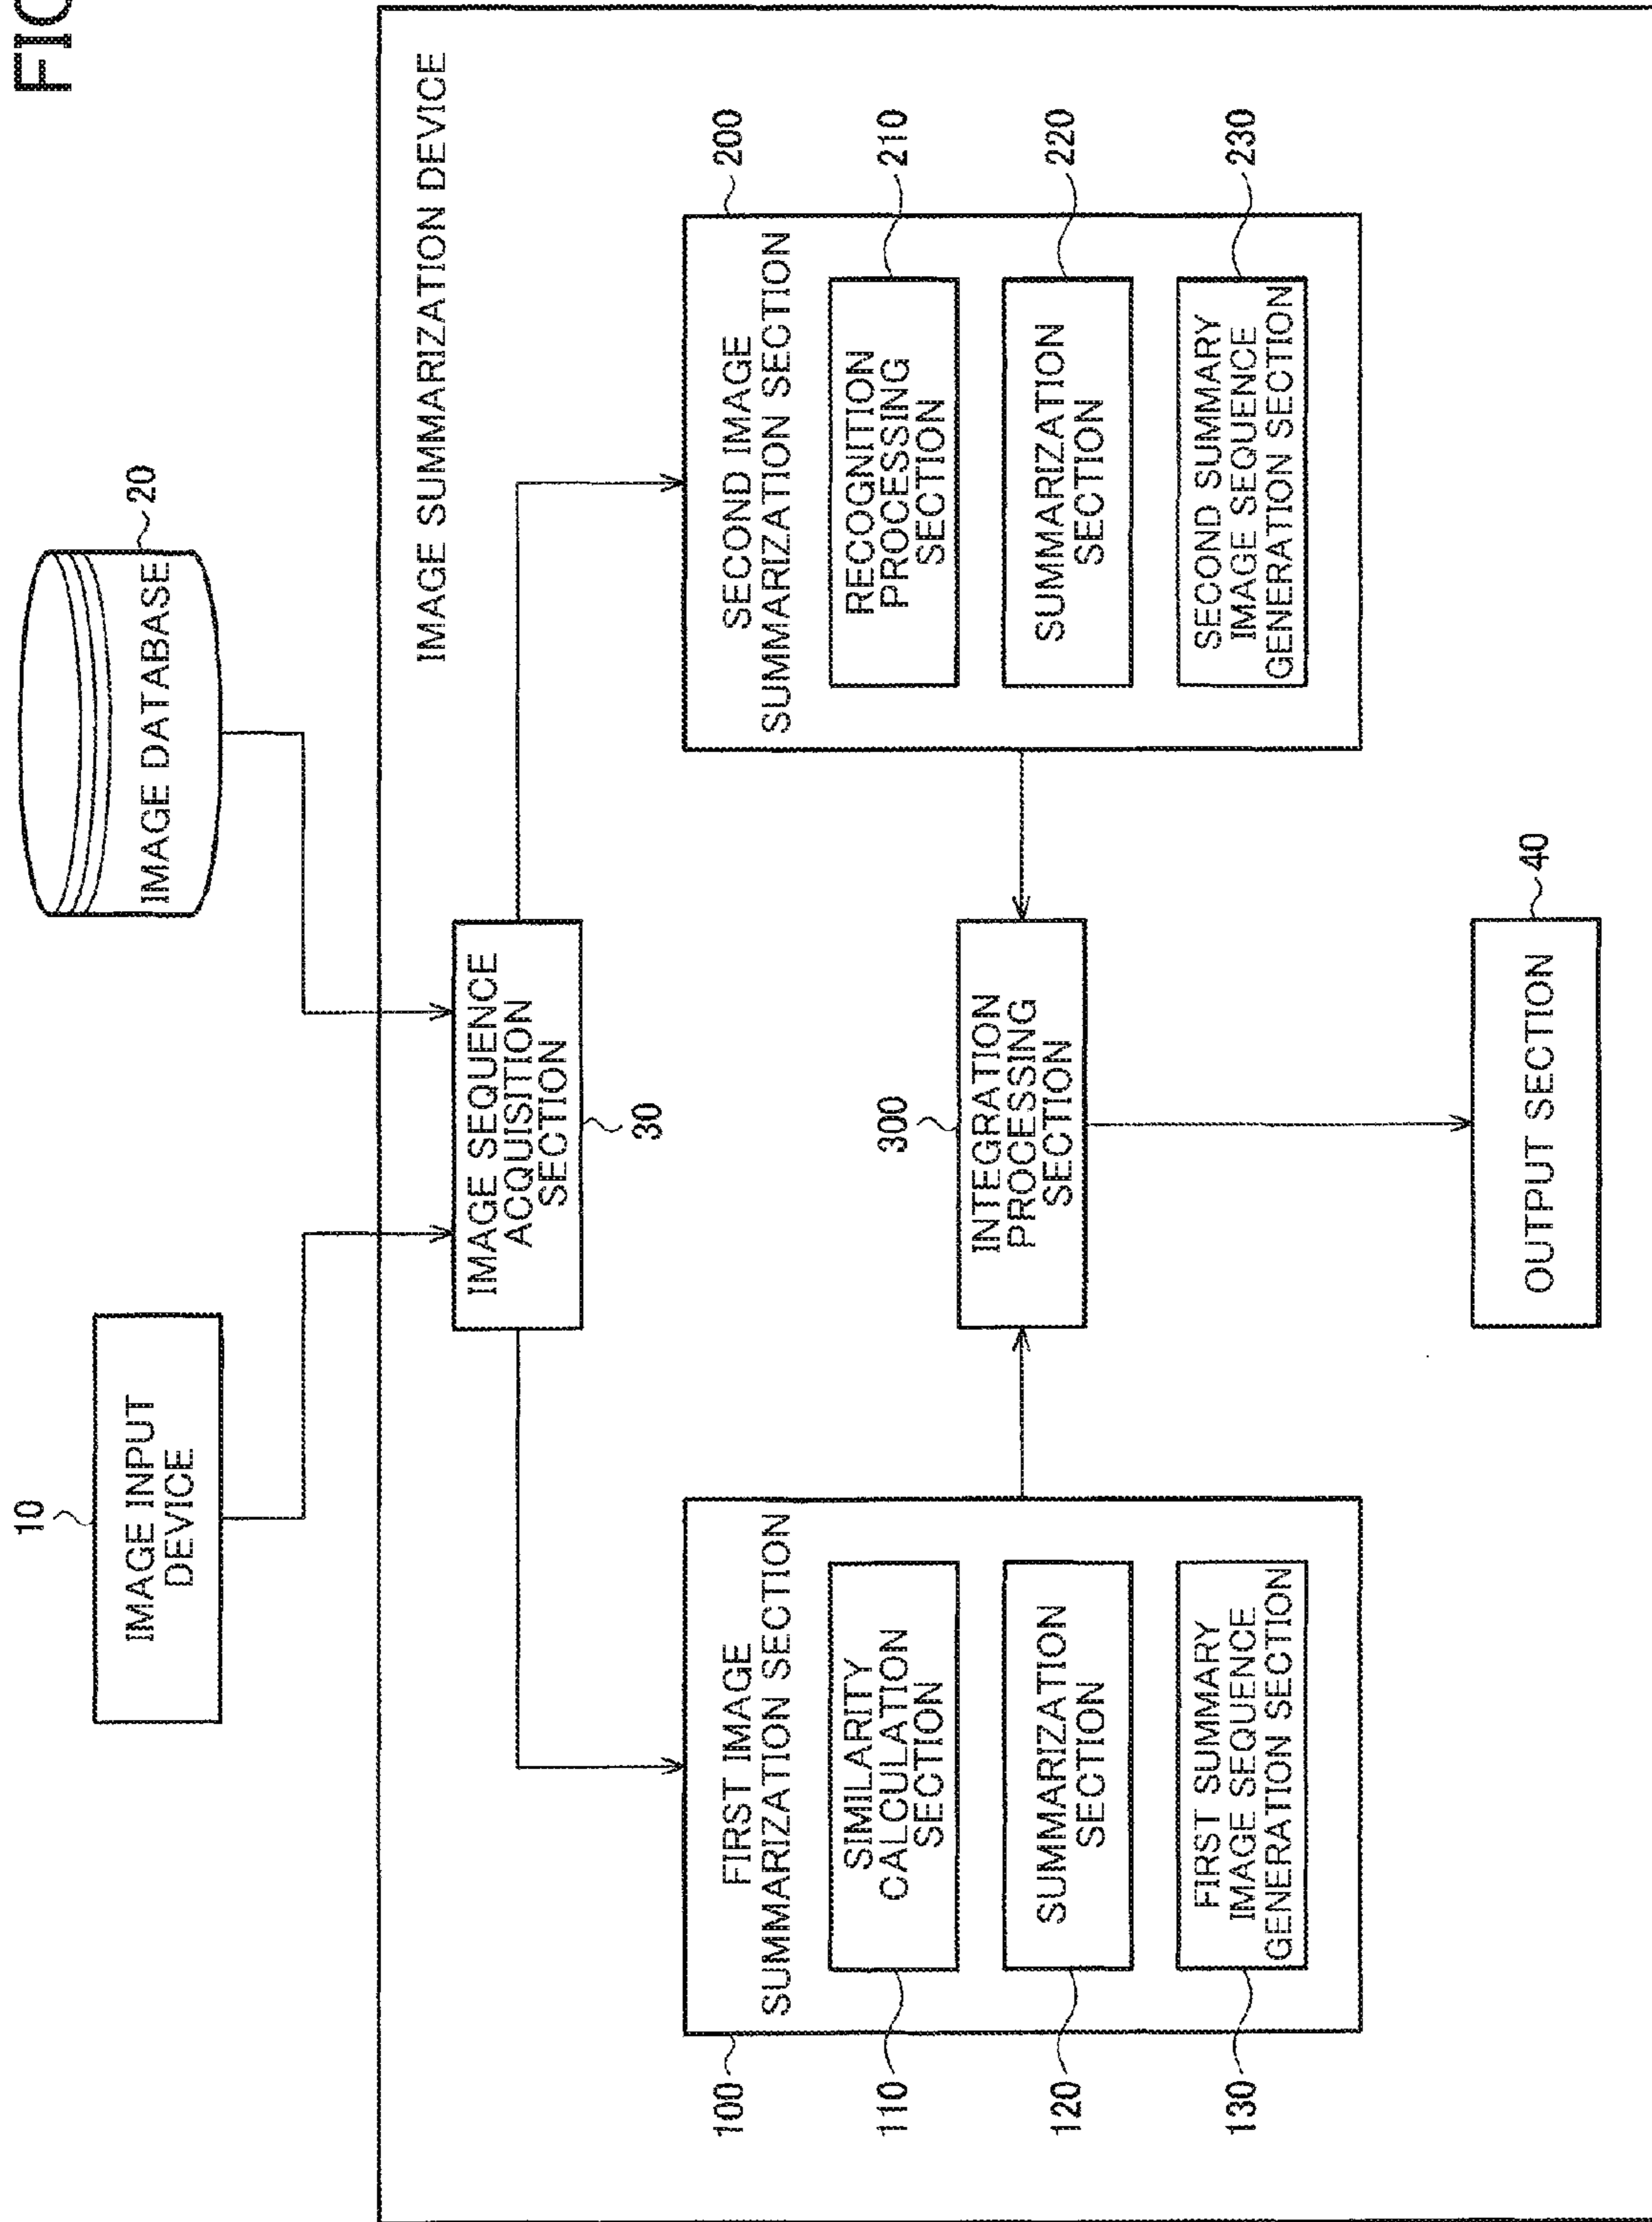 FIG
10
IMAGE INPUT
DEVICE
IMAGE DATABASE
20
IMAGE SUMMARIZATION DEVICE
IMAGE SEQUENCE
ACQUISITION
SECTION
30
100
FIRST IMAGE
SUMMARIZATION SECTION
110
SIMILARITY
CALCULATION
SECTION
120
SUMMARIZATION
SECTION
130
FIRST SUMMARY
IMAGE SEQUENCE
GENERATION SECTION
300
INTEGRATION
PROCESSING
SECTION
200
SECOND IMAGE
SUMMARIZATION SECTION
210
RECOGNITION
PROCESSING
SECTION
220
SUMMARIZATION
SECTION
230
SECOND SUMMARY
IMAGE SEQUENCE
GENERATION SECTION
40
OUTPUT SECTION